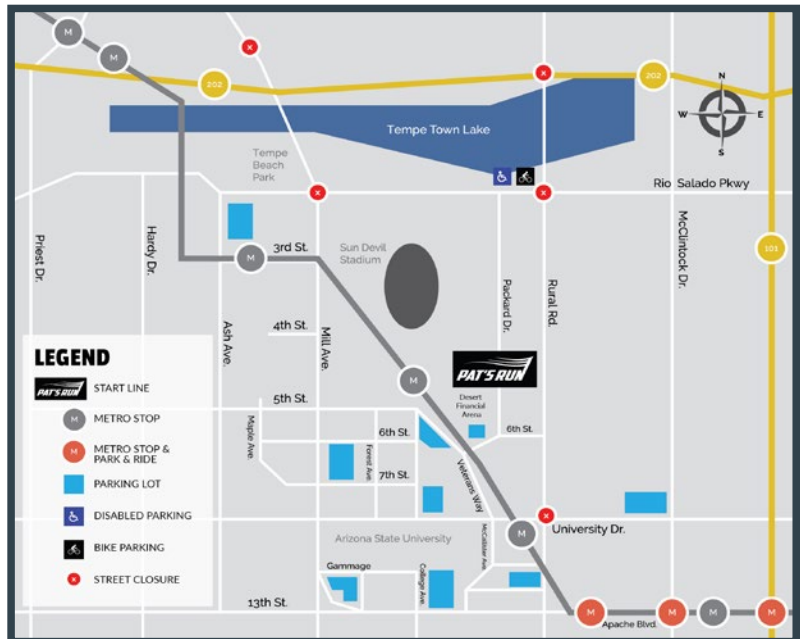 M
M
202
202
N
W E
S
Tempe Town Lake
Tempe
Beach
Park
Rio Salado Pkwy
Priest Dr.
Hardy Dr.
3rd St.
M
Sun Devil
Stadium
Packard Dr.
Rural Rd.
McClintock Dr.
101
Ash Ave.
4th St.
Mill Ave.
M
PAT'S RUN
Desert
Financial
Arena
5th St.
Maple Ave.
6th St.
6th St.
Forest Ave.
7th St.
Veterans Way
McCallister Ave.
M
University Dr.
Arizona State University
Gammage
College Ave.
13th St.
M
M
M
M
Apache Blvd.
LEGEND
PAT'S RUN START LINE
M METRO STOP
M METRO STOP &
PARK & RIDE
PARKING LOT
DISABLED PARKING
BIKE PARKING
x STREET CLOSURE